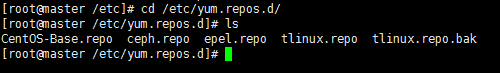 [root@master /etc]# cd /etc/yum.repos.d/
[root@master /etc/yum.repos.d]# ls
CentOS-Base.repo  ceph.repo  epel.repo  tlinux.repo  tlinux.repo.bak
[root@master /etc/yum.repos.d]#